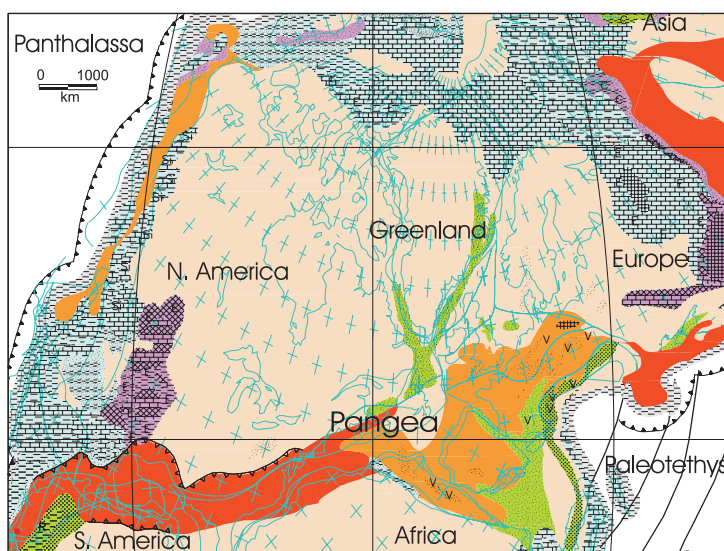 Asia
Panthalassa
0 1000
km
Greenland
Europe
N. America
Pangea
Paleotethys
S. America
Africa